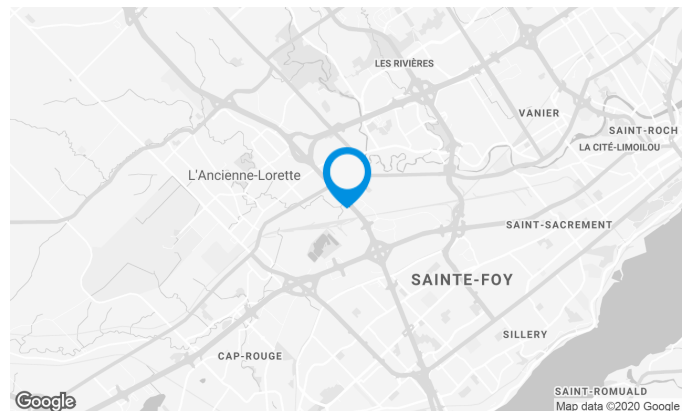 LES RIVIÈRES
VANIER
SAINT-ROCH
LA CITÉ-LIMOILOU
L'Ancienne-Lorette
SAINT-SACREMENT
SAINTE-FOY
SILLERY
CAP-ROUGE
SAINT-ROMUALD
Google
Map data ©2020 Google